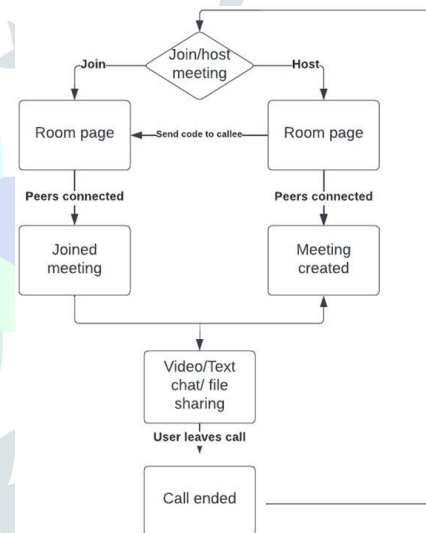 Join/host
meeting
Join
Host
Room page
Send code to callee
Room page
Peers connected
Peers connected
Joined
meeting
Meeting
created
Video/Text
chat/ file
sharing
User leaves call
Call ended